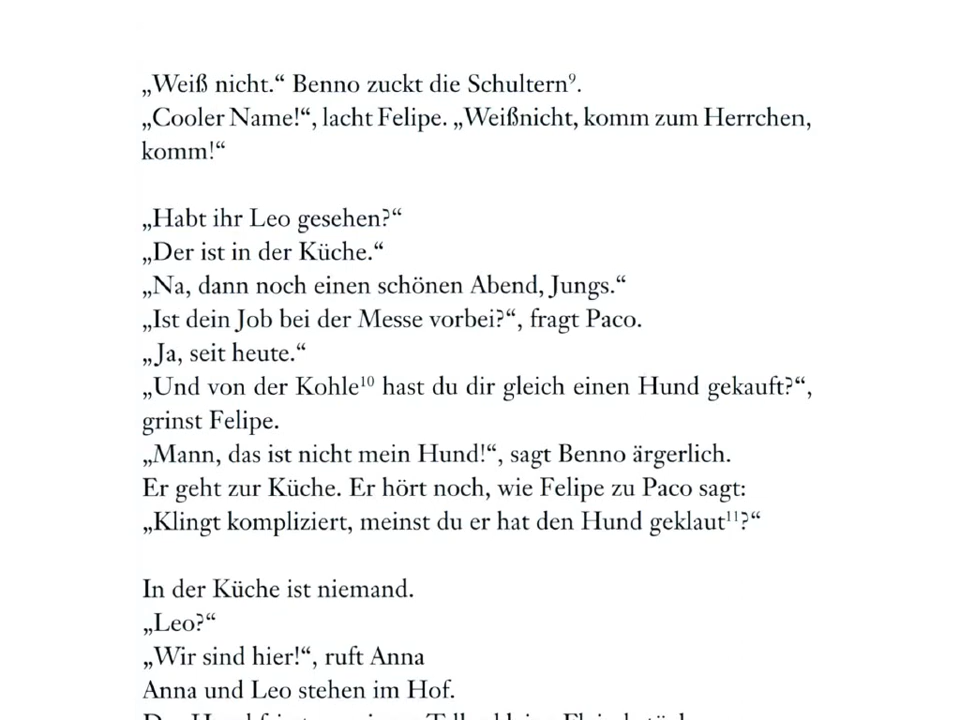 „Weiß nicht.“ Benno zuckt die Schultern⁹.
„Cooler Name!“, lacht Felipe. „Weißnicht, komm zum Herrchen,
komm!“
„Habt ihr Leo gesehen?“
„Der ist in der Küche.“
„Na, dann noch einen schönen Abend, Jungs.“
„Ist dein Job bei der Messe vorbei?“, fragt Paco.
„Ja, seit heute.“
„Und von der Kohle¹⁰ hast du dir gleich einen Hund gekauft?“,
grinst Felipe.
„Mann, das ist nicht mein Hund!“, sagt Benno ärgerlich.
Er geht zur Küche. Er hört noch, wie Felipe zu Paco sagt:
„Klingt kompliziert, meinst du er hat den Hund geklaut¹¹?“
In der Küche ist niemand.
„Leo?“
„Wir sind hier!“, ruft Anna
Anna und Leo stehen im Hof.